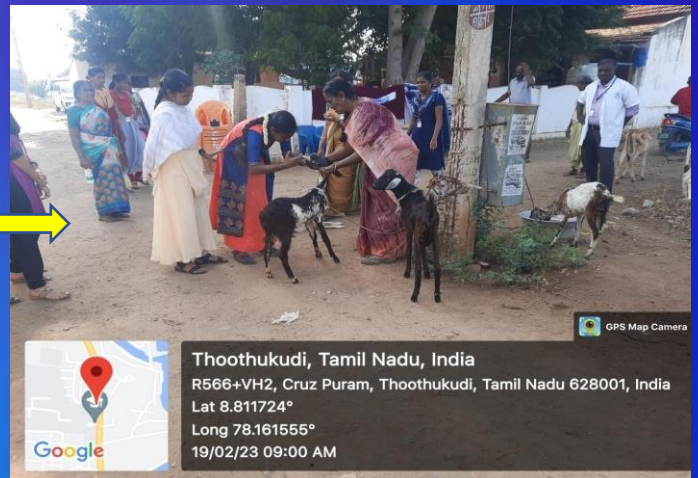 GPS Map Camera
Thoothukudi, Tamil Nadu, India
R566+VH2, Cruz Puram, Thoothukudi, Tamil Nadu 628001, India
Lat 8.811724°
Long 78.161555°
19/02/23 09:00 AM
Google